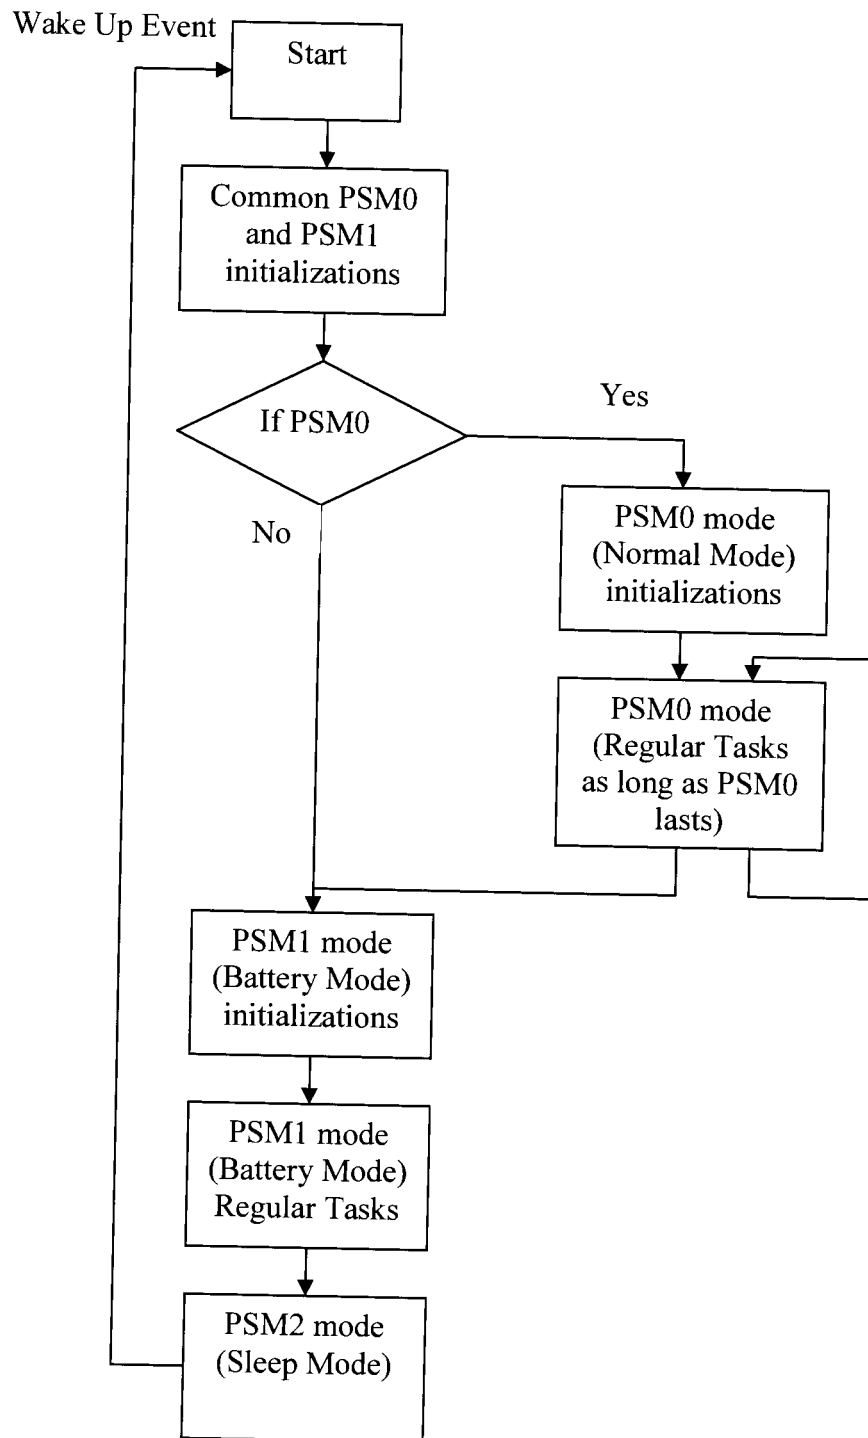 Wake Up Event
Start
Common PSM0
and PSM1
initializations
If PSM0
Yes
No
PSM0 mode
(Normal Mode)
initializations
PSM0 mode
(Regular Tasks
as long as PSM0
lasts)
PSM1 mode
(Battery Mode)
initializations
PSM1 mode
(Battery Mode)
Regular Tasks
PSM2 mode
(Sleep Mode)